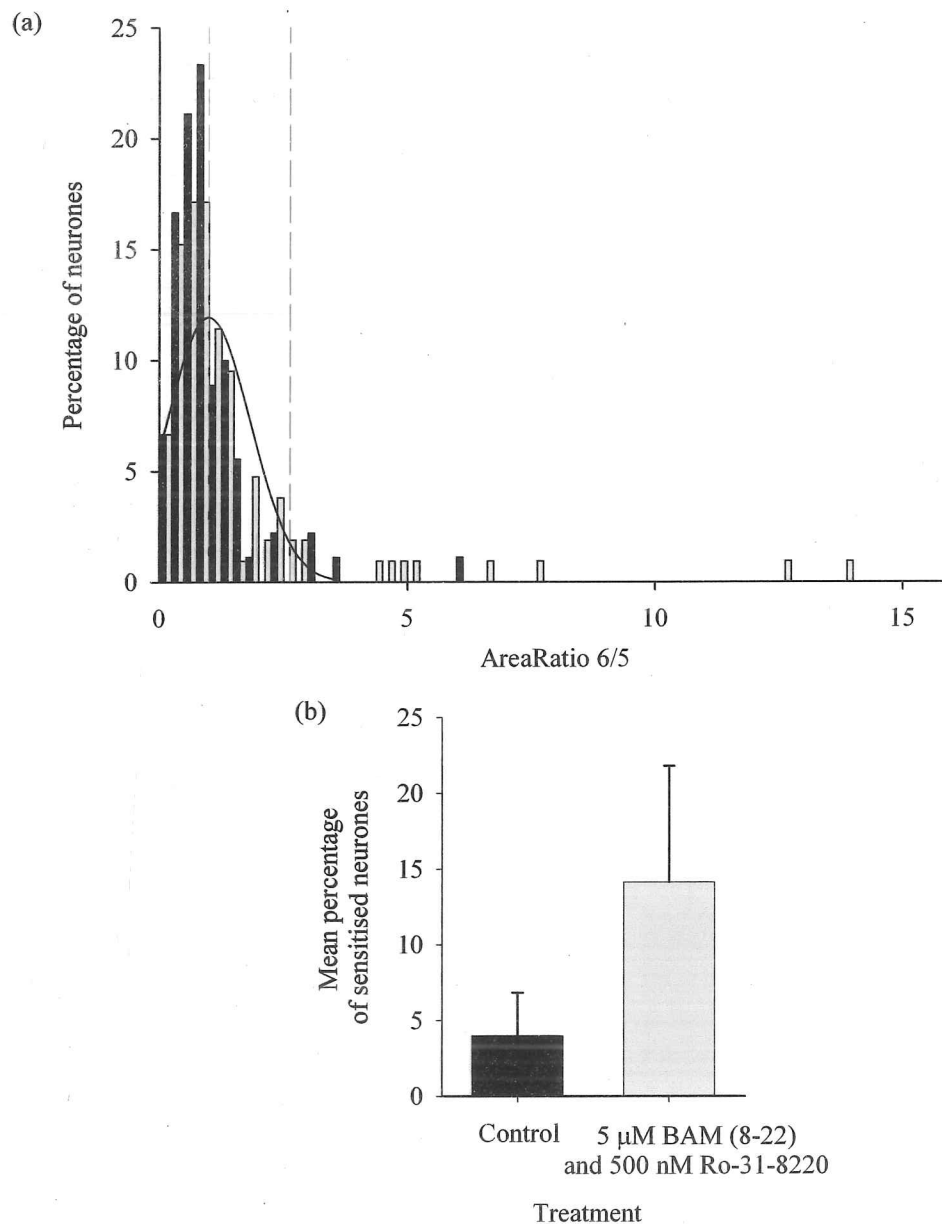 (a)
25
20
15
10
5
0
Percentage of neurones
0 5 10 15
AreaRatio 6/5
(b)
25
20
15
10
5
0
Mean percentage
of sensitised neurones
Control 5 µM BAM (8-22)
and 500 nM Ro-31-8220
Treatment